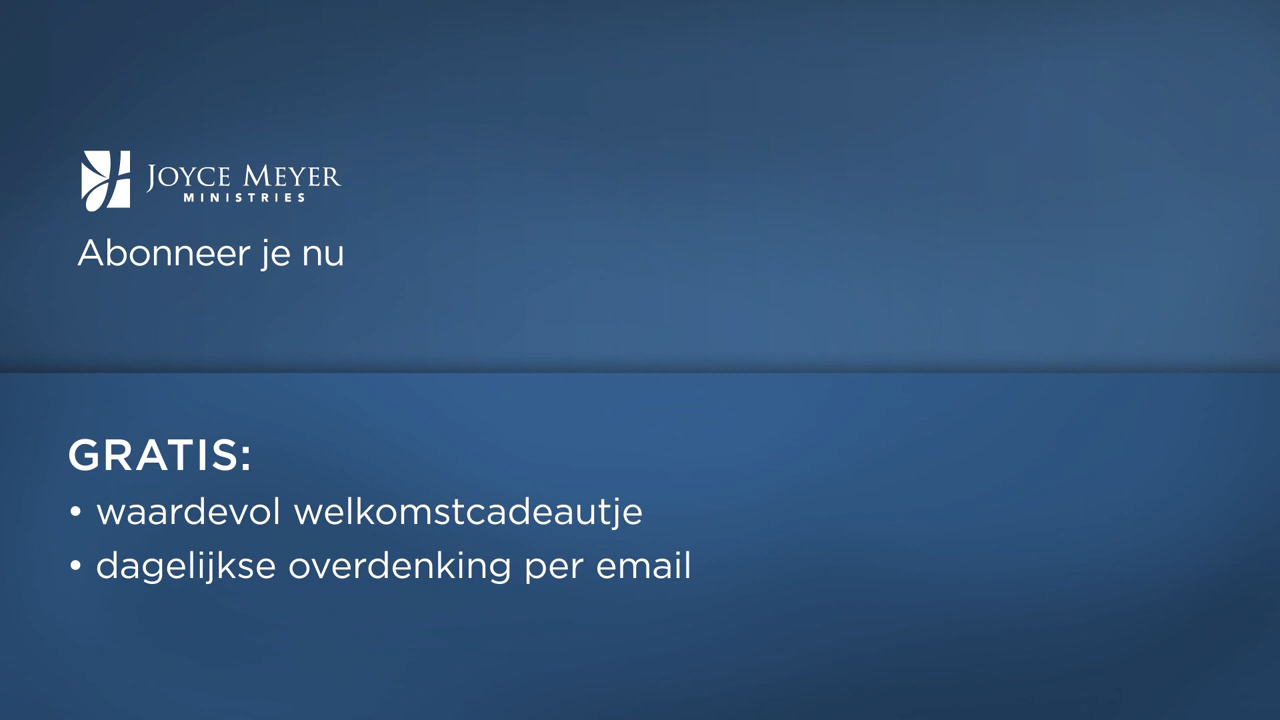 JOYCE MEYER
MINISTRIES
Abonneer je nu
GRATIS:
• waardevol welkomstcadeautje
• dagelijkse overdenking per email